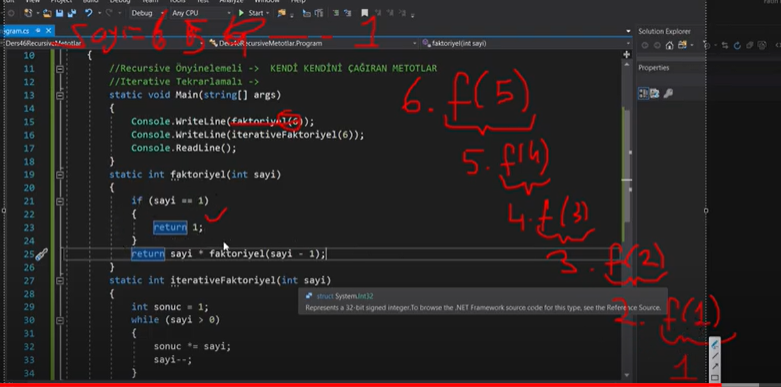 Debug
Any CPU
Start
sayi=6 5 4 - - - 1
Ders46RecursiveMetotlar
Ders46RecursiveMetotlar.Program
faktoriyel(int sayi)
Solution Explorer
Properties
10 {
11 //Recursive Önyinelemeli -> KENDİ KENDİNİ ÇAĞIRAN METOTLAR
12 //Iterative Tekrarlamalı ->
13 static void Main(string[] args)
14 {
15 Console.WriteLine(faktoriyel(6));
16 Console.WriteLine(iterativeFaktoriyel(6));
17 Console.ReadLine();
18 }
19 static int faktoriyel(int sayi)
20 {
21 if (sayi == 1)
22 {
23 return 1;
24 }
25 return sayi * faktoriyel(sayi - 1);
26 }
27 static int iterativeFaktoriyel(int sayi)
28 {
struct System.Int32
Represents a 32-bit signed integer.To browse the .NET Framework source code for this type, see the Reference Source.
29 int sonuc = 1;
30 while (sayi > 0)
31 {
32 sonuc *= sayi;
33 sayi--;
34 }
6. f(5)
5. f(4)
4. f(3)
3. f(2)
2. f(1)
1